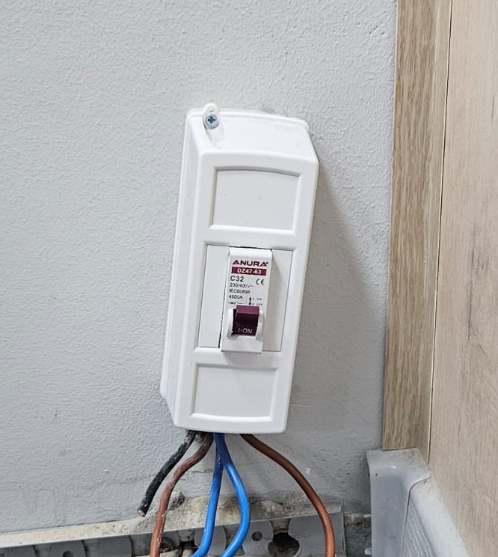 ANURA
DZ47-63
C32
CE
230/400V~
IEC60898
4500A
I-ON